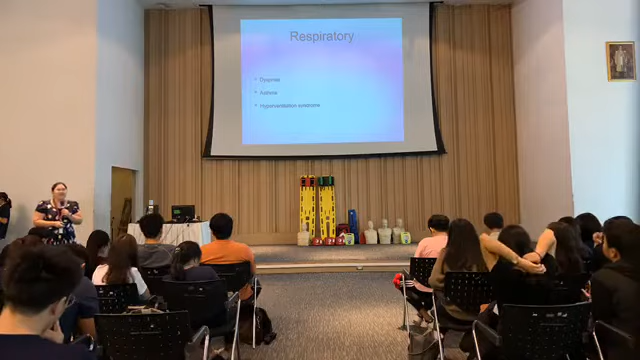 Respiratory
Dyspnea
Asthma
Hyperventilation syndrome